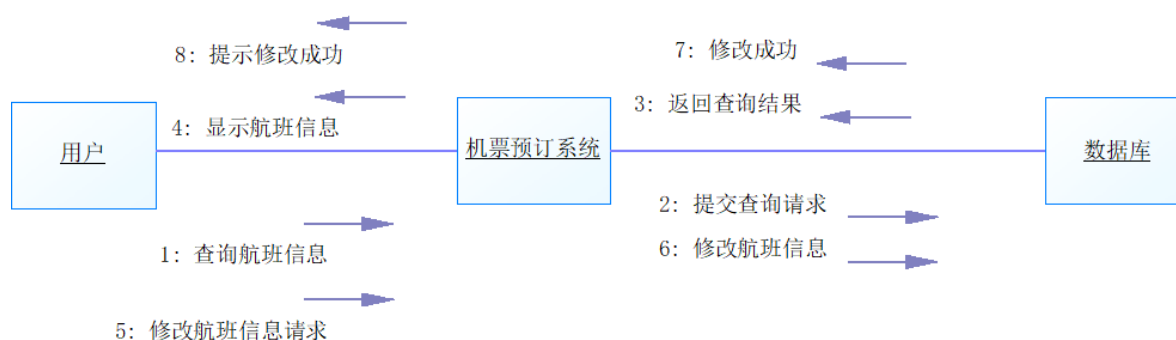 8: 提示修改成功
7: 修改成功
3: 返回查询结果
4: 显示航班信息
用户
机票预订系统
数据库
2: 提交查询请求
1: 查询航班信息
6: 修改航班信息
5: 修改航班信息请求